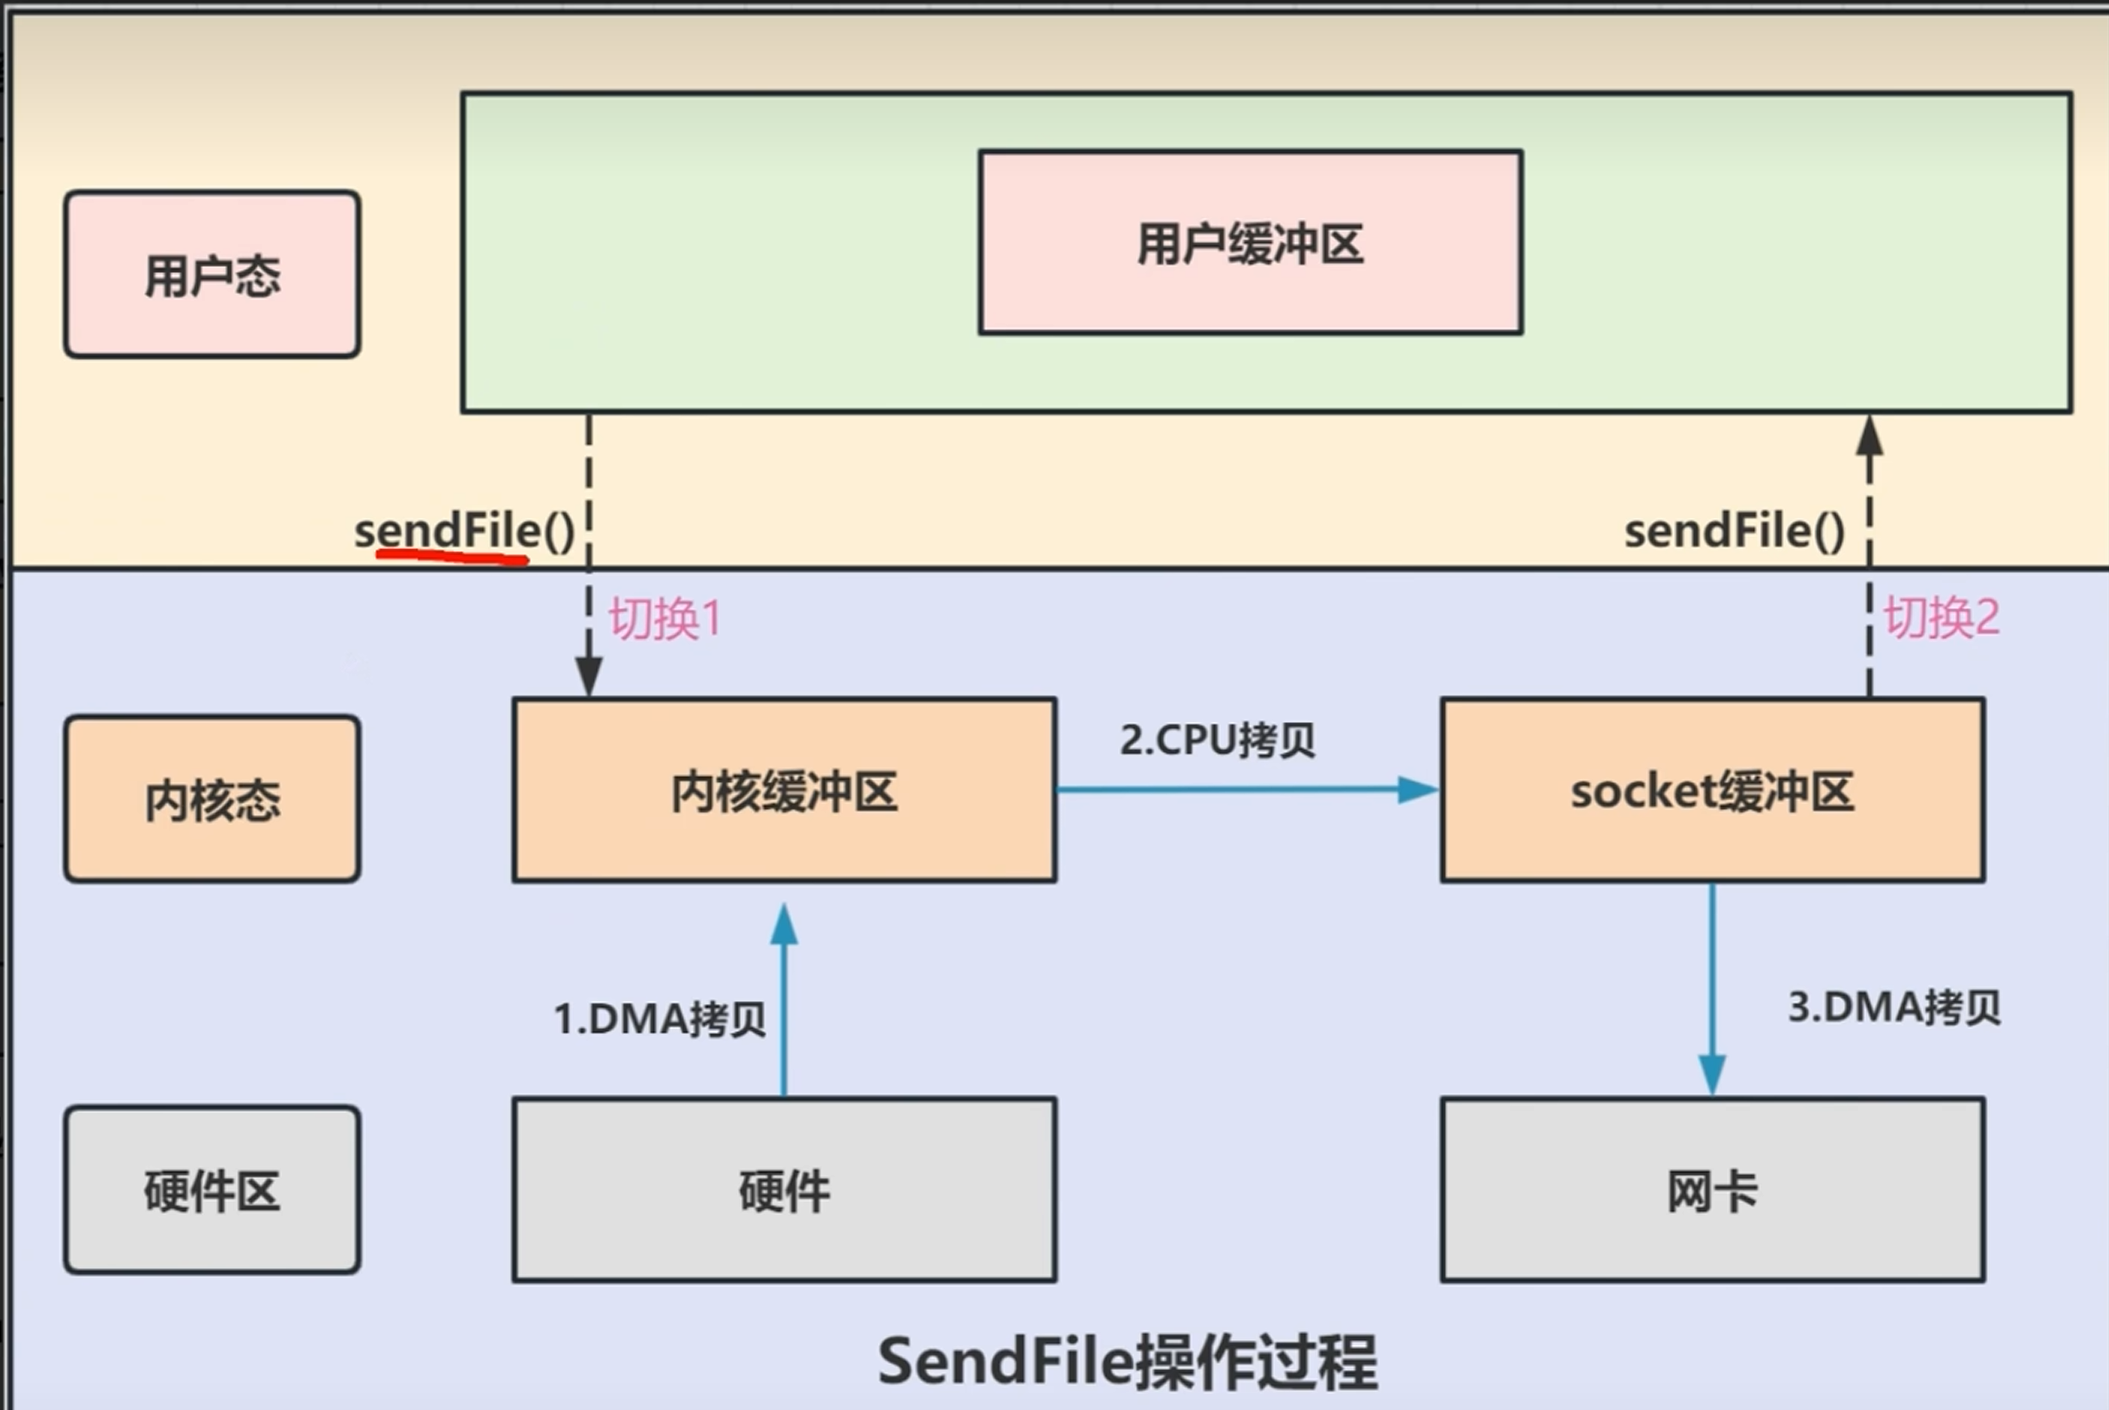 用户缓冲区
用户态
sendFile()
sendFile()
切换1
切换2
2.CPU拷贝
内核态
内核缓冲区
socket缓冲区
1.DMA拷贝
3.DMA拷贝
硬件区
硬件
网卡
SendFile操作过程